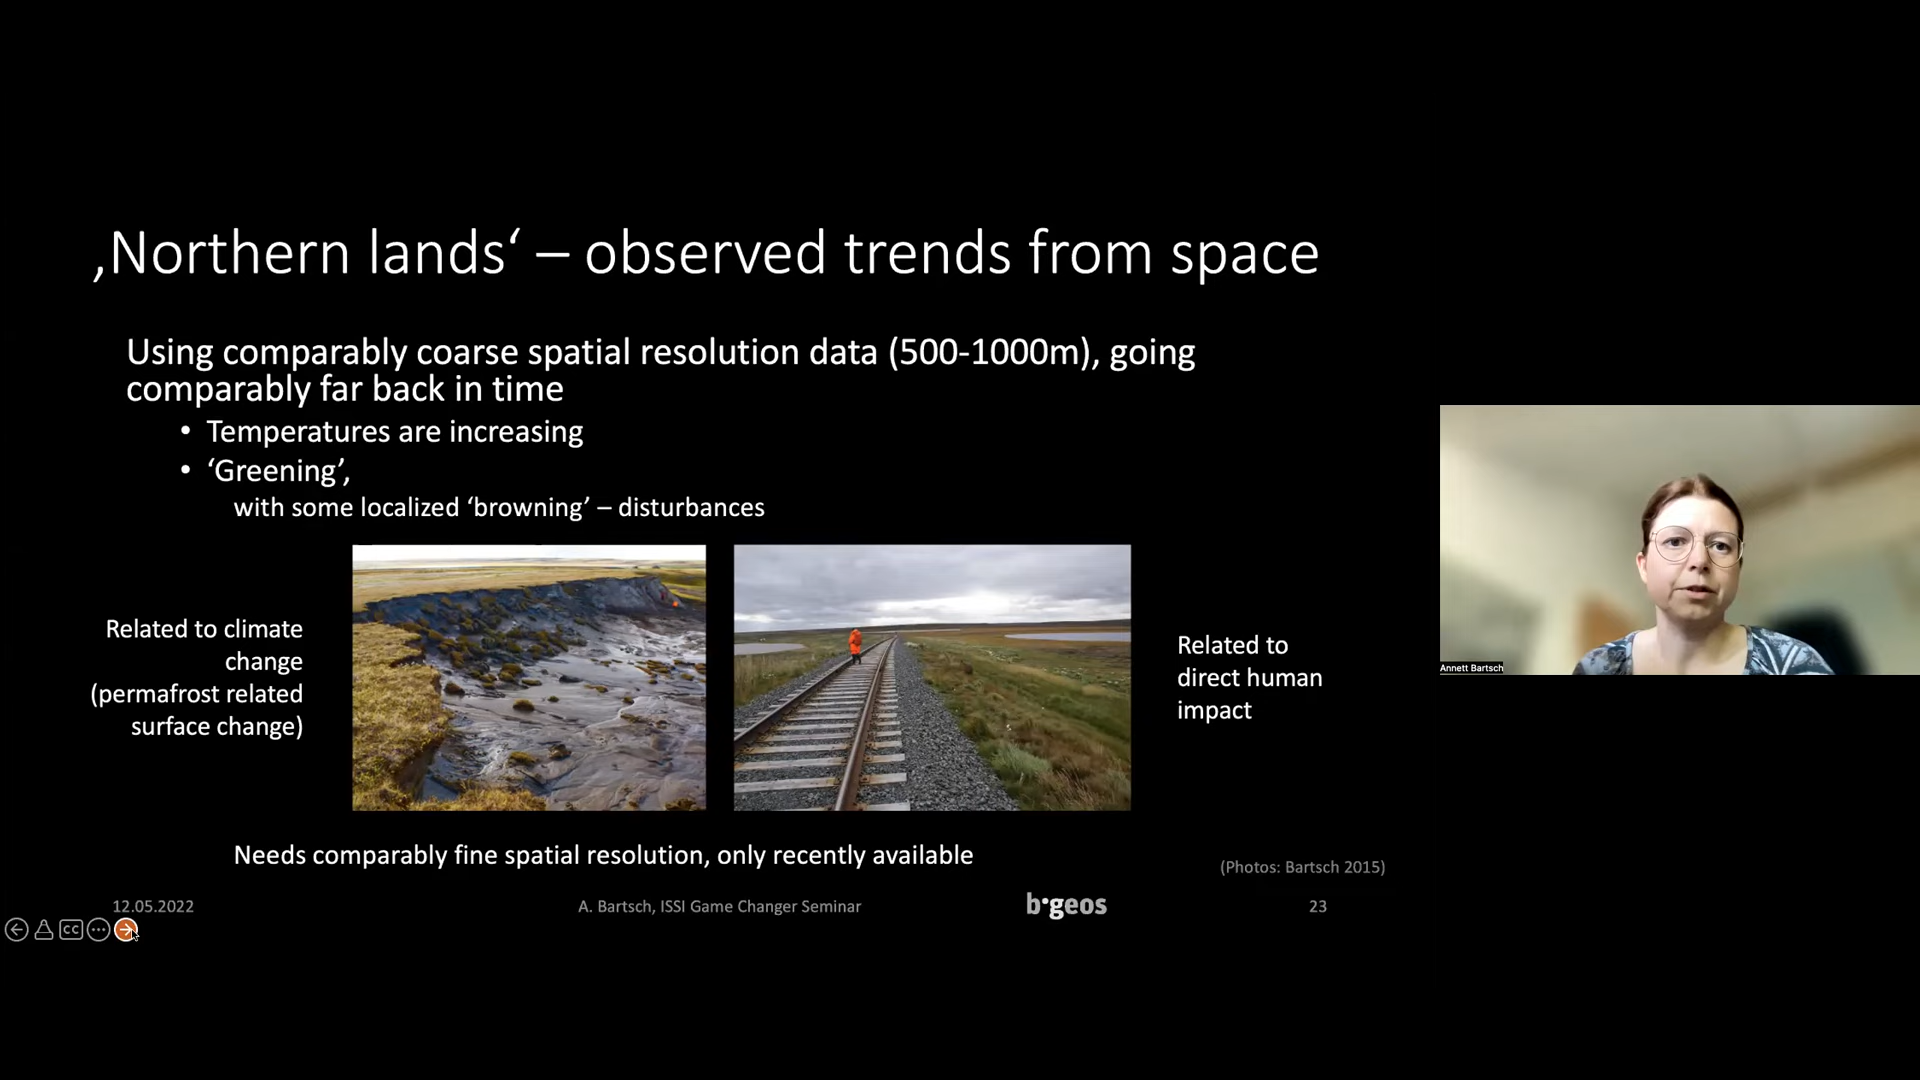 ‚Northern lands‘ – observed trends from space
Using comparably coarse spatial resolution data (500-1000m), going
comparably far back in time
• Temperatures are increasing
• ‘Greening’,
with some localized ‘browning’ – disturbances
Related to climate
change
(permafrost related
surface change)
Related to
direct human
impact
Annett Bartsch
Needs comparably fine spatial resolution, only recently available
(Photos: Bartsch 2015)
12.05.2022
A. Bartsch, ISSI Game Changer Seminar
b•geos
23
CC